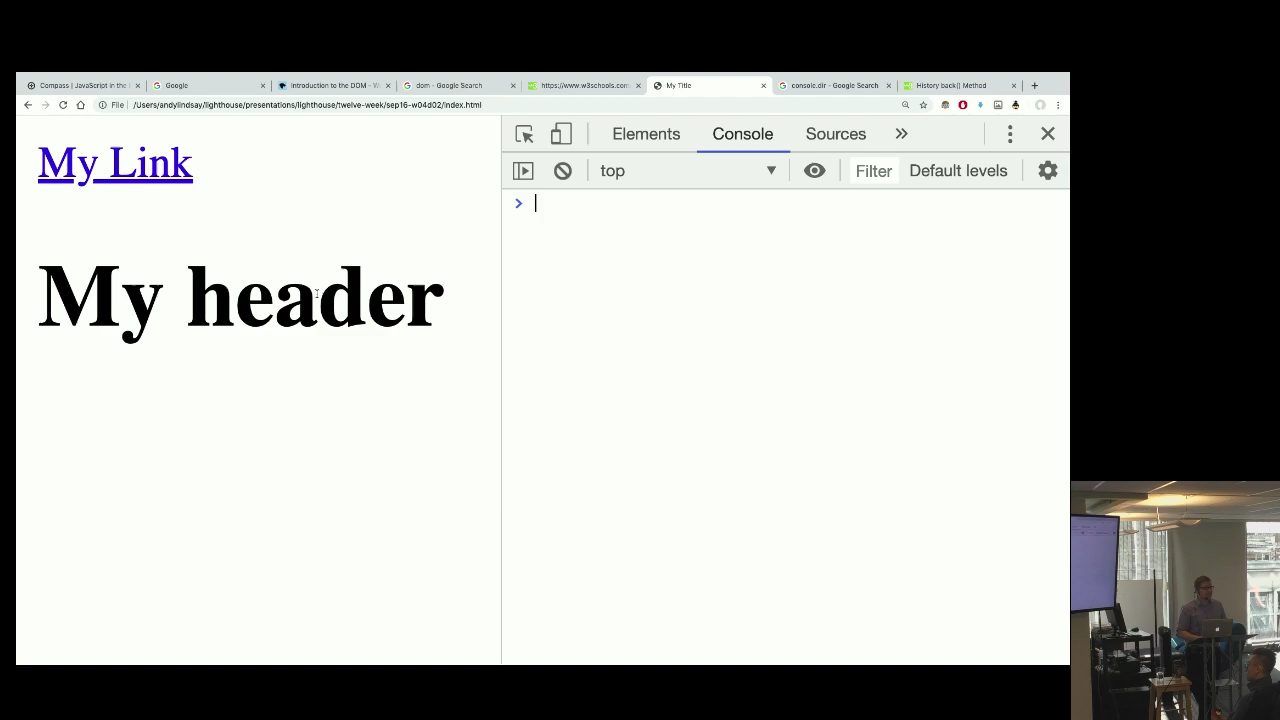 Compass | JavaScript in the
Google
Introduction to the DOM - W
dom - Google Search
https://www.w3schools.com
My Title
console.dir - Google Search
History back() Method
File
/Users/andylindsay/lighthouse/presentations/lighthouse/twelve-week/sep16-w04d02/index.html
My Link
My header
Elements
Console
Sources
top
Filter
Default levels